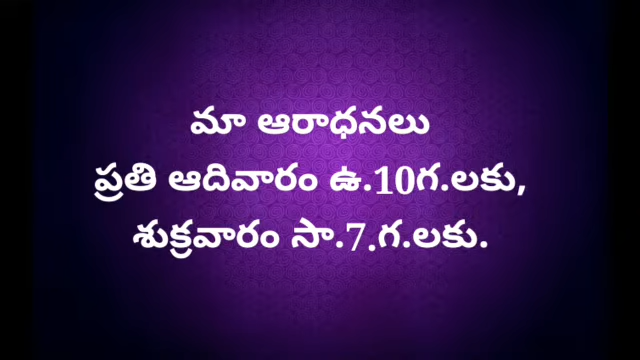 మా ఆరాధనలు
ప్రతి ఆదివారం ఉ.10గ.లకు,
శుక్రవారం సా.7.గ.లకు.